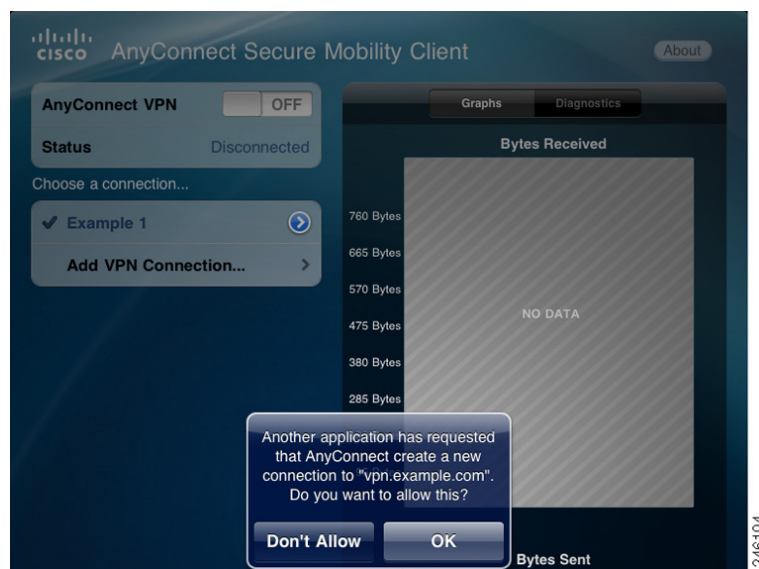 CISCO AnyConnect Secure Mobility Client
About
AnyConnect VPN
OFF
Status
Disconnected
Choose a connection...
Example 1
Add VPN Connection...
Graphs
Diagnostics
Bytes Received
760 Bytes
665 Bytes
570 Bytes
475 Bytes
380 Bytes
285 Bytes
NO DATA
Another application has requested
that AnyConnect create a new
connection to "vpn.example.com".
Do you want to allow this?
Don't Allow
OK
Bytes Sent
246104